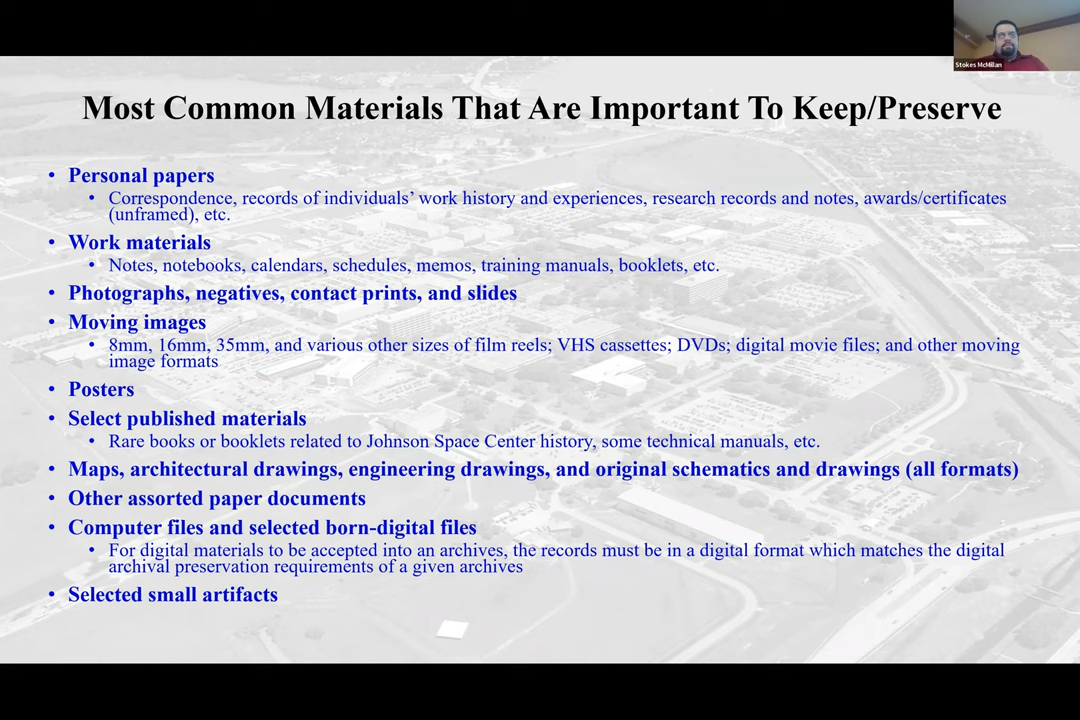 Stokes McMillan
Most Common Materials That Are Important To Keep/Preserve
• Personal papers
• Correspondence, records of individuals’ work history and experiences, research records and notes, awards/certificates
(unframed), etc.
• Work materials
• Notes, notebooks, calendars, schedules, memos, training manuals, booklets, etc.
• Photographs, negatives, contact prints, and slides
• Moving images
• 8mm, 16mm, 35mm, and various other sizes of film reels; VHS cassettes; DVDs; digital movie files; and other moving
image formats
• Posters
• Select published materials
• Rare books or booklets related to Johnson Space Center history, some technical manuals, etc.
• Maps, architectural drawings, engineering drawings, and original schematics and drawings (all formats)
• Other assorted paper documents
• Computer files and selected born-digital files
• For digital materials to be accepted into an archives, the records must be in a digital format which matches the digital
archival preservation requirements of a given archives
• Selected small artifacts